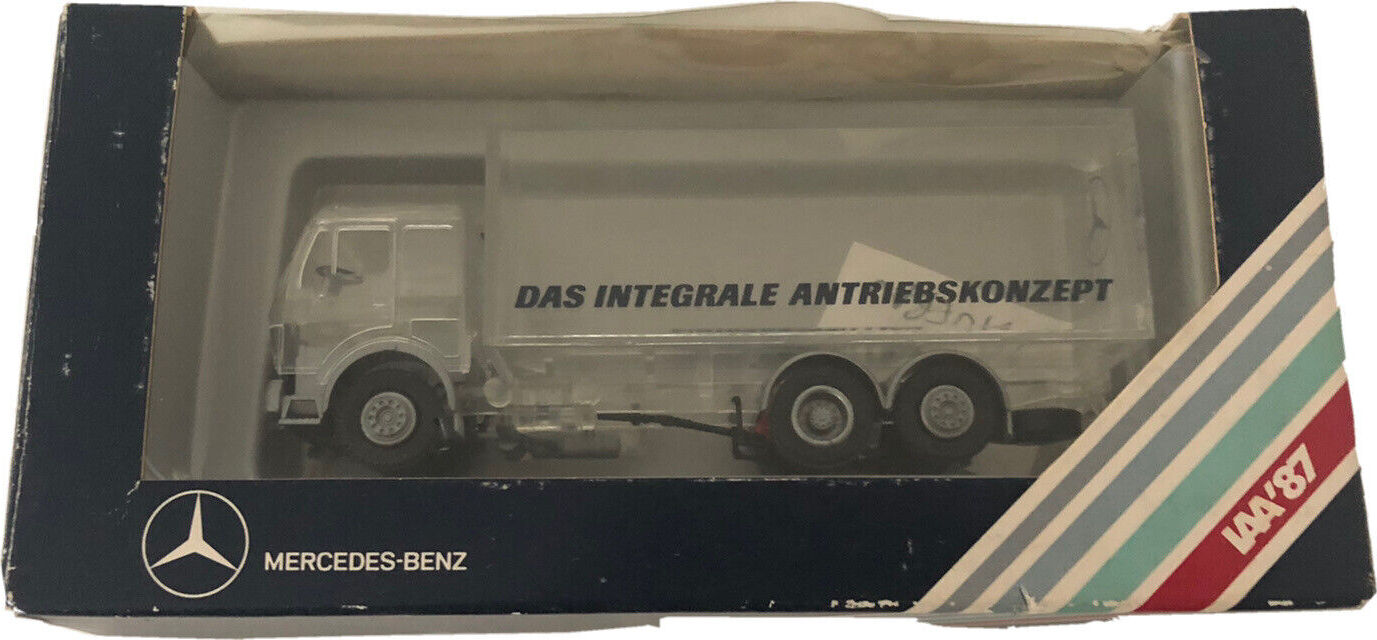 DAS INTEGRALE ANTRIEBSKONZEPT
MERCEDES-BENZ
IAA'87